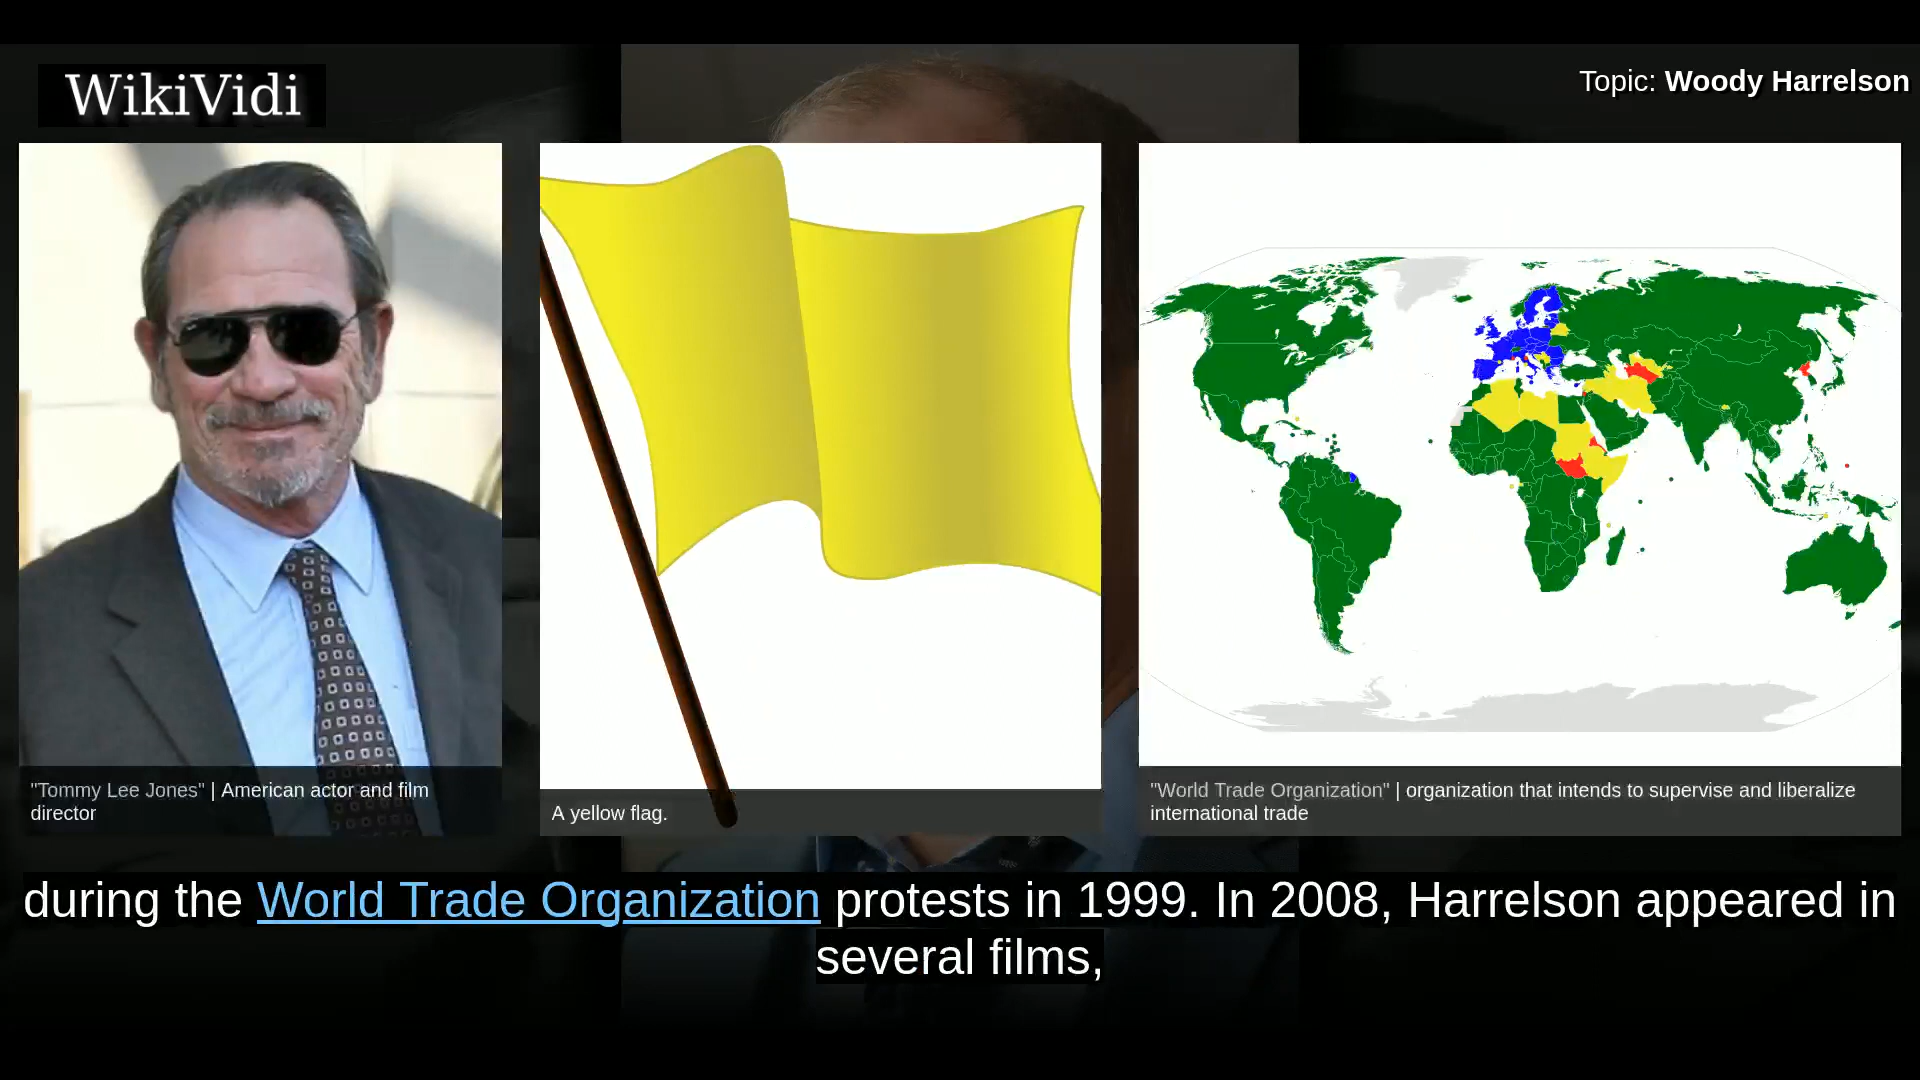 WikiVidi
Topic: Woody Harrelson
"Tommy Lee Jones" | American actor and film
director
A yellow flag.
"World Trade Organization" | organization that intends to supervise and liberalize
international trade
during the World Trade Organization protests in 1999. In 2008, Harrelson appeared in
several films,